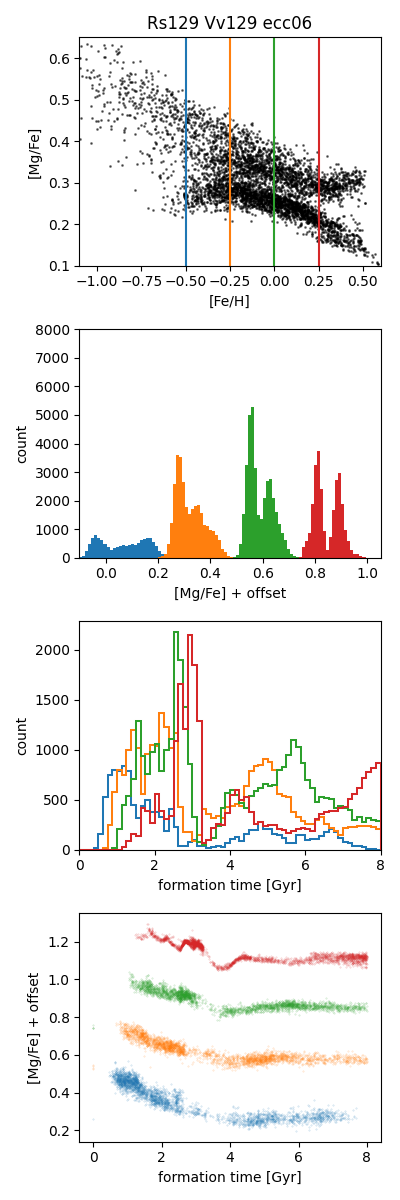 Rs129 Vv129 ecc06
0.6
0.5
0.4
0.3
0.2
0.1
[Mg/Fe]
−1.00 −0.75 −0.50 −0.25 0.00 0.25 0.50
[Fe/H]
8000
7000
6000
5000
4000
3000
2000
1000
0
count
0.0 0.2 0.4 0.6 0.8 1.0
[Mg/Fe] + offset
2000
1500
1000
500
0
count
0 2 4 6 8
formation time [Gyr]
1.2
1.0
0.8
0.6
0.4
0.2
[Mg/Fe] + offset
0 2 4 6 8
formation time [Gyr]